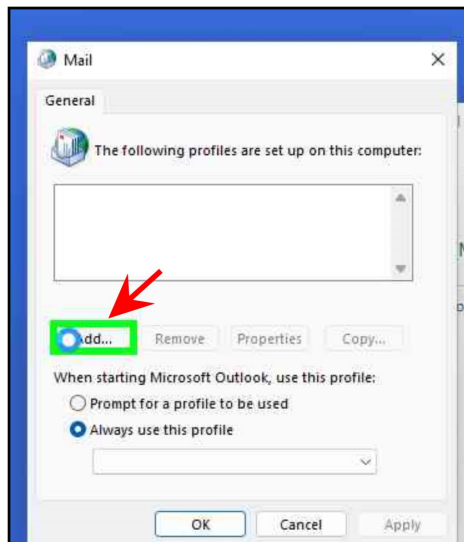 Mail
General
The following profiles are set up on this computer:
dd...
Remove
Properties
Copy...
When starting Microsoft Outlook, use this profile:
Prompt for a profile to be used
Always use this profile
OK
Cancel
Apply